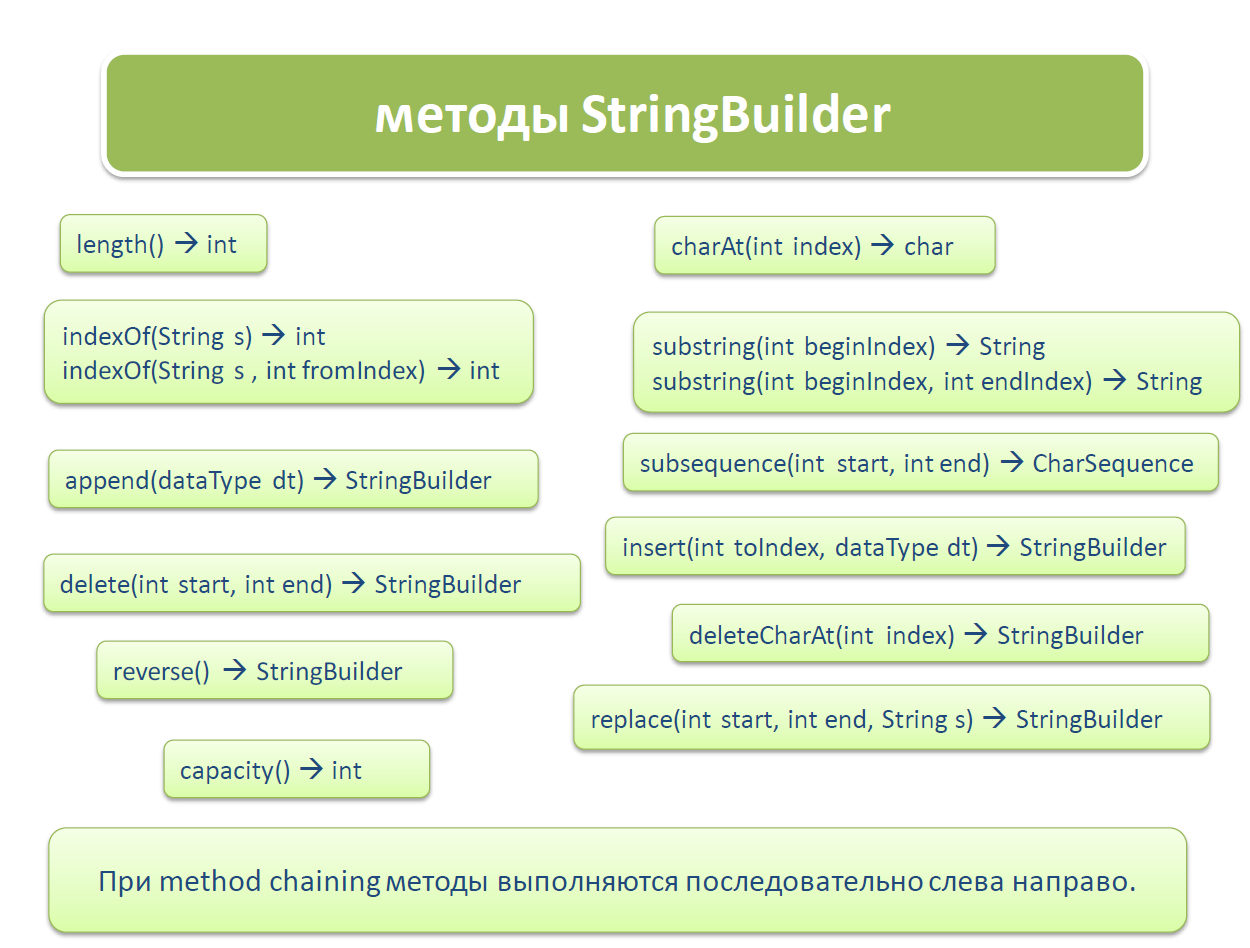 методы StringBuilder
length() → int
charAt(int index) → char
indexOf(String s) → int
indexOf(String s , int fromIndex) → int
substring(int beginIndex) → String
substring(int beginIndex, int endIndex) → String
append(dataType dt) → StringBuilder
subsequence(int start, int end) → CharSequence
insert(int toIndex, dataType dt) → StringBuilder
delete(int start, int end) → StringBuilder
deleteCharAt(int index) → StringBuilder
reverse() → StringBuilder
replace(int start, int end, String s) → StringBuilder
capacity() → int
При method chaining методы выполняются последовательно слева направо.